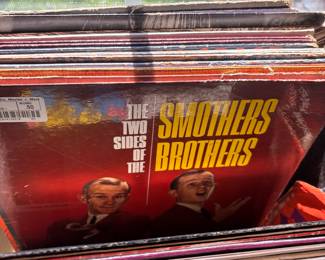 THE
TWO
SIDES
OF
THE
SMOTHERS
BROTHERS